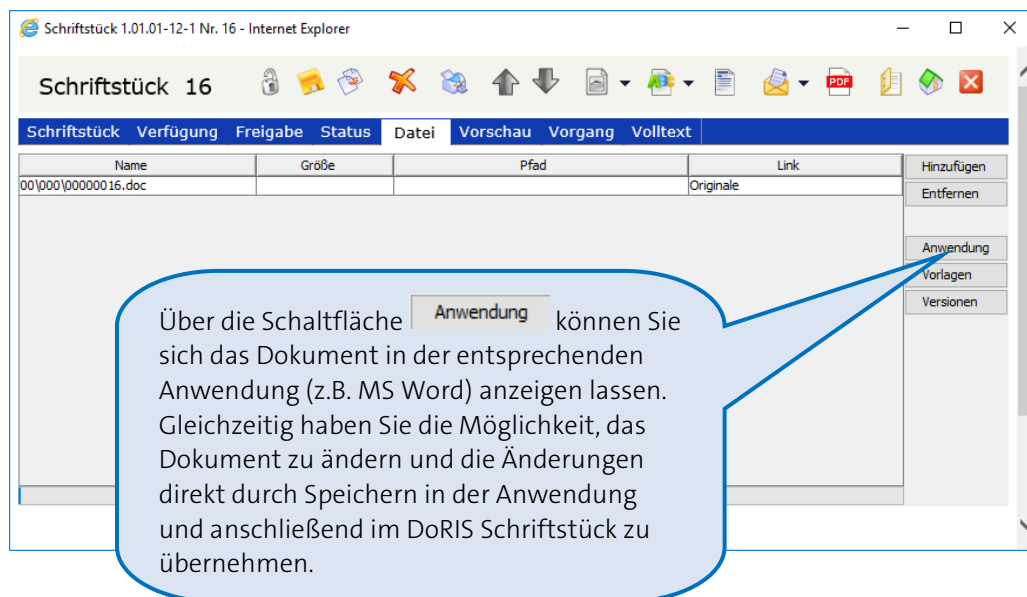 Schriftstück 1.01.01-12-1 Nr. 16 - Internet Explorer
Schriftstück 16
PDF
Schriftstück Verfügung Freigabe Status Datei Vorschau Vorgang Volltext
Name Größe Pfad Link
00\000\00000016.doc Originale
Hinzufügen
Entfernen
Anwendung
Vorlagen
Versionen
Über die Schaltfläche Anwendung können Sie
sich das Dokument in der entsprechenden
Anwendung (z.B. MS Word) anzeigen lassen.
Gleichzeitig haben Sie die Möglichkeit, das
Dokument zu ändern und die Änderungen
direkt durch Speichern in der Anwendung
und anschließend im DoRIS Schriftstück zu
übernehmen.